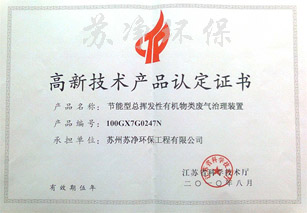 苏净环保
高新技术产品认定证书
产品名称：节能型总挥发性有机物类废气治理装置
产品编号：100GX7G0247N
承担单位：苏州苏净环保工程有限公司
江苏省科学技术厅
二〇一〇年八月
有效期伍年